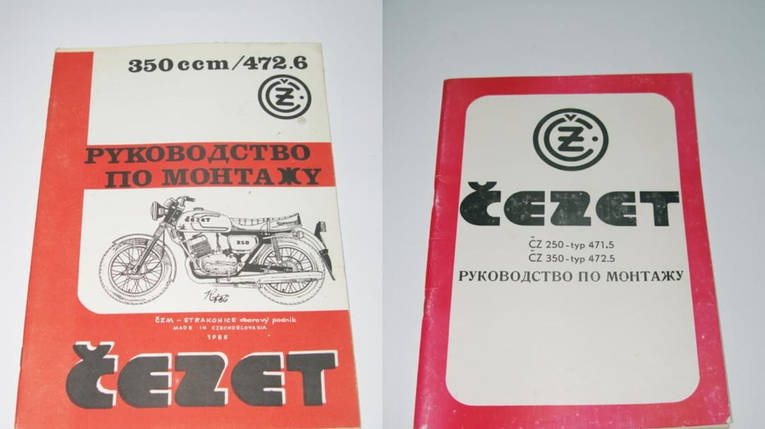 350 ccm/472.6
ČZ
РУКОВОДСТВО
ПО МОНТАЖУ
ČEZET
350
ČZM - STRAKONICE oborový podnik
MADE IN CZECHOSLOVAKIA
ČEZET
ČZ
ČEZET
ČZ 250 - typ 471.5
ČZ 350 - typ 472.5
РУКОВОДСТВО ПО МОНТАЖУ